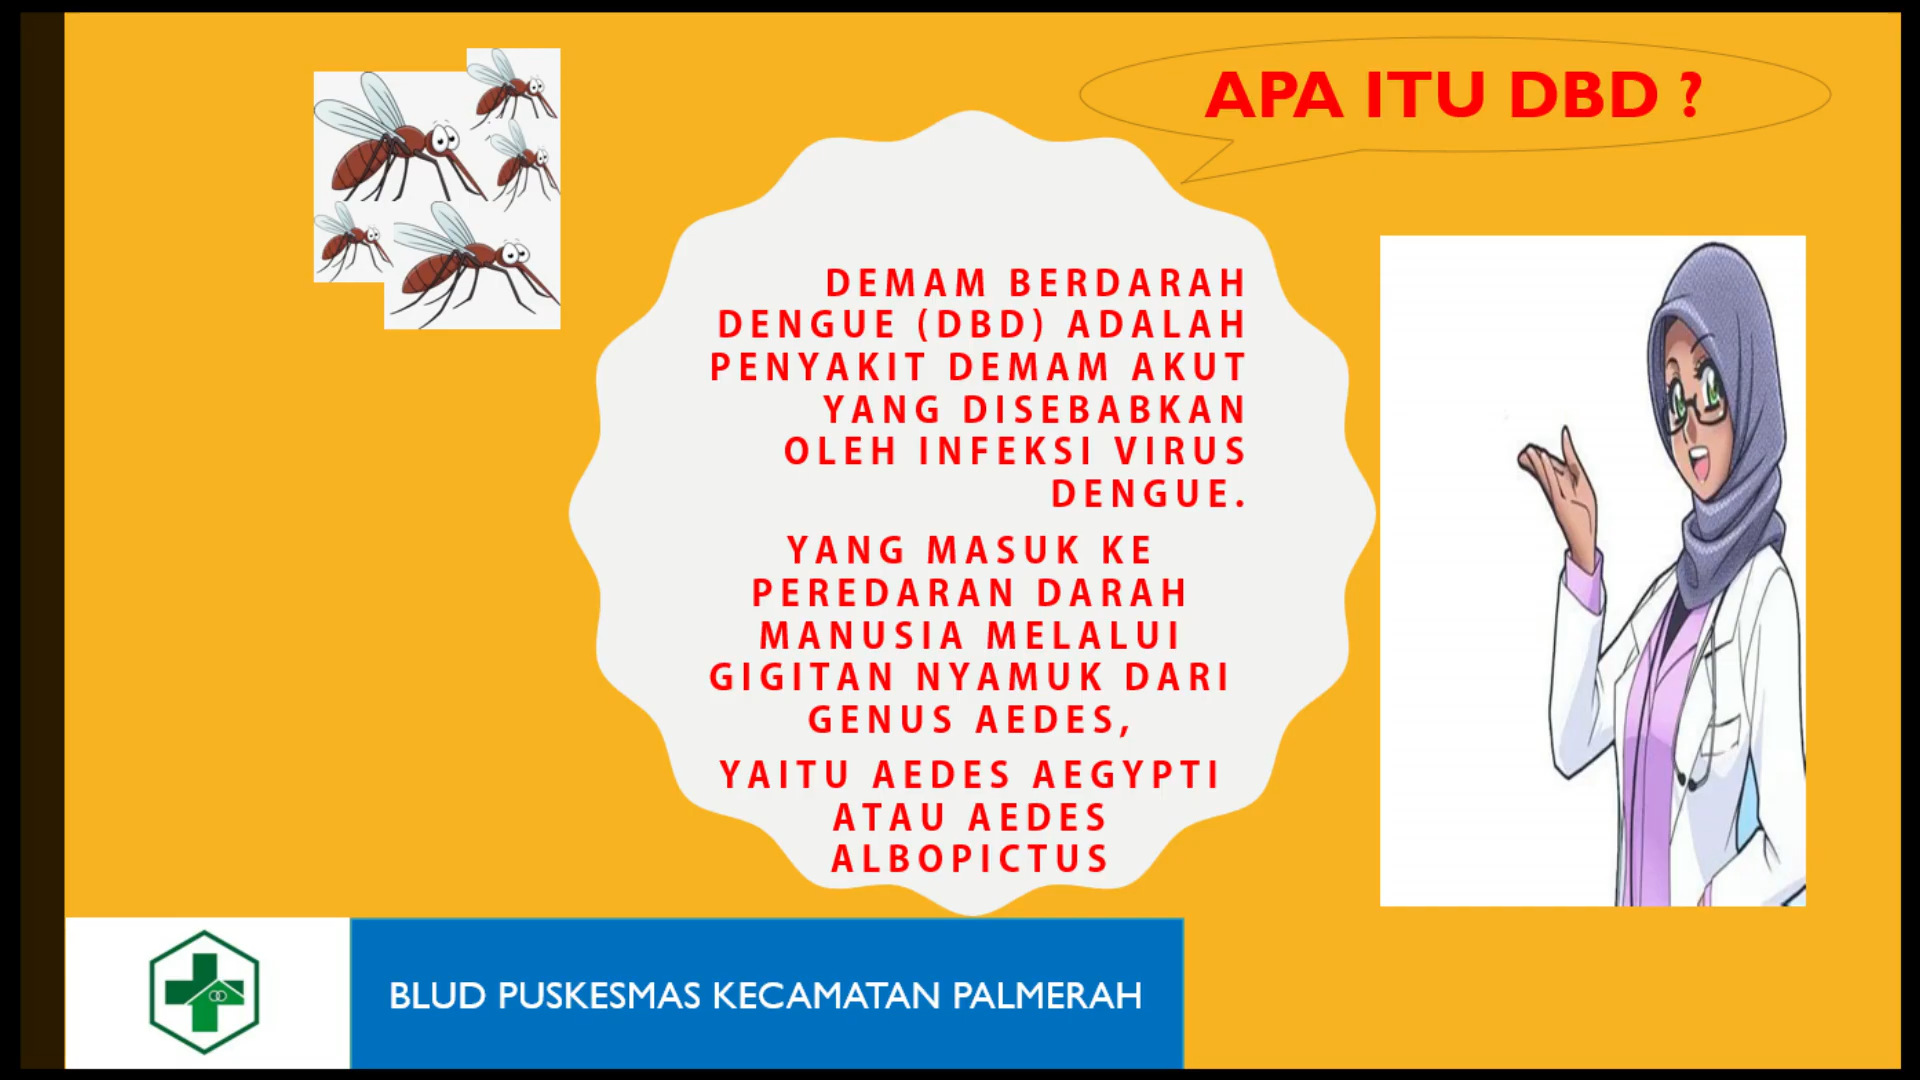 APA ITU DBD ?
DEMAM BERDARAH
DENGUE (DBD) ADALAH
PENYAKIT DEMAM AKUT
YANG DISEBABKAN
OLEH INFEKSI VIRUS
DENGUE.
YANG MASUK KE
PEREDARAN DARAH
MANUSIA MELALUI
GIGITAN NYAMUK DARI
GENUS AEDES,
YAITU AEDES AEGYPTI
ATAU AEDES
ALBOPICTUS
BLUD PUSKESMAS KECAMATAN PALMERAH